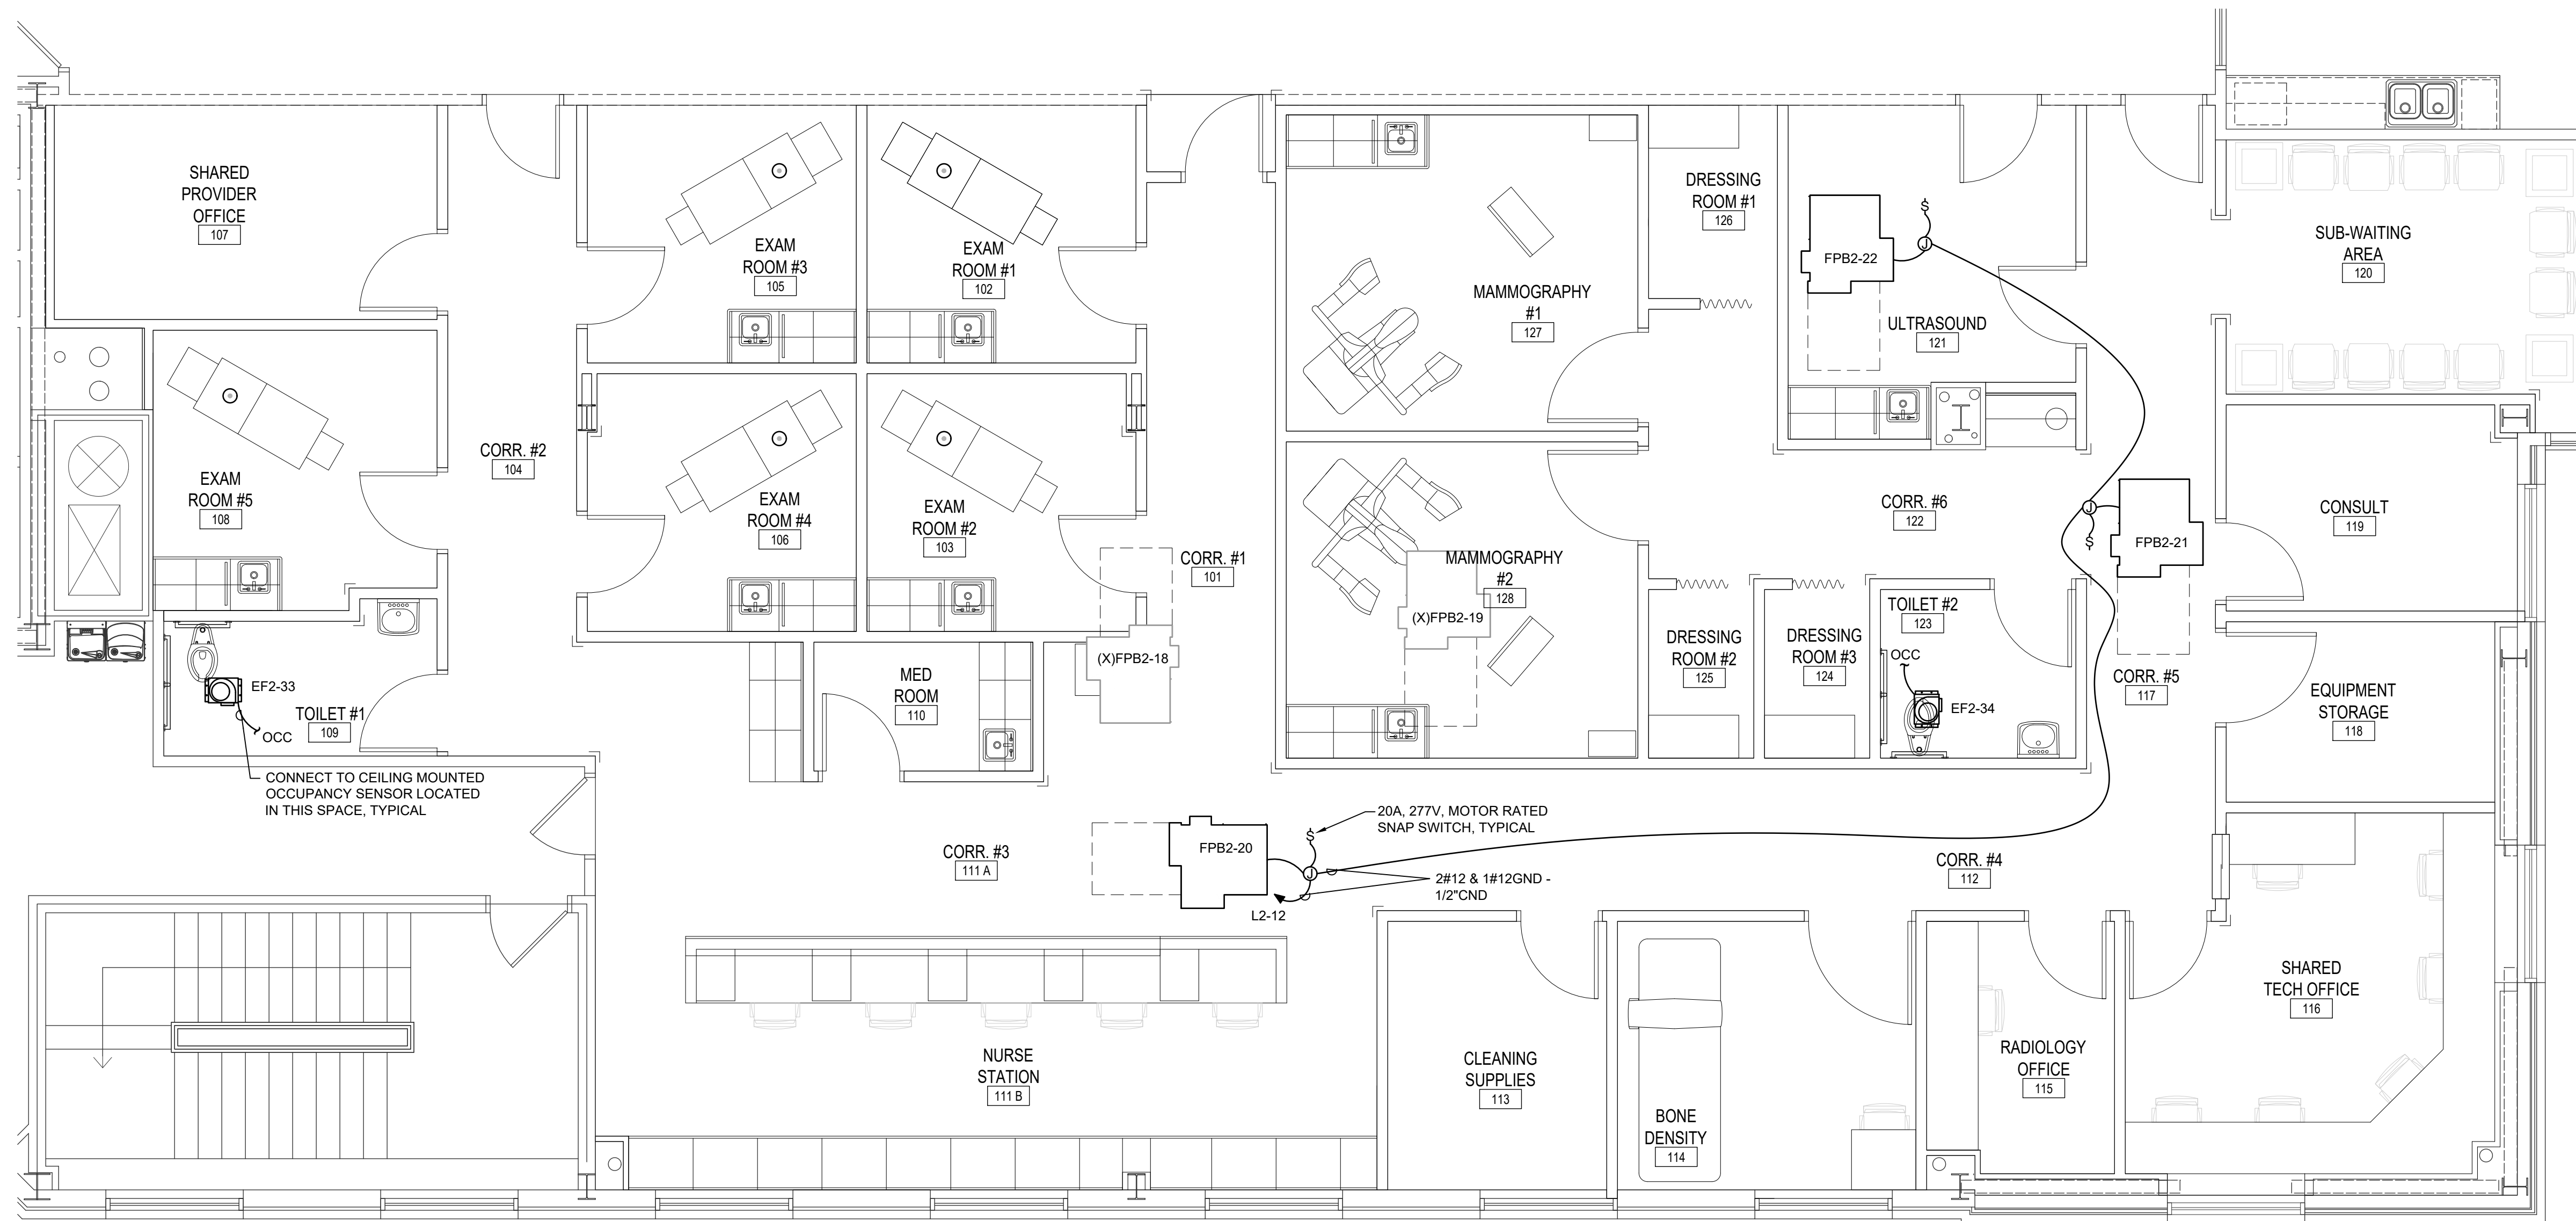 SHARED
PROVIDER
OFFICE
107
EXAM
ROOM #3
105
EXAM
ROOM #1
102
MAMMOGRAPHY
#1
127
DRESSING
ROOM #1
126
$
J
FPB2-22
ULTRASOUND
121
SUB-WAITING
AREA
120
EXAM
ROOM #5
108
CORR. #2
104
EXAM
ROOM #4
106
EXAM
ROOM #2
103
CORR. #1
101
(X)FPB2-18
MAMMOGRAPHY
#2
128
(X)FPB2-19
CORR. #6
122
J
$
FPB2-21
CONSULT
119
EF2-33
TOILET #1
109
OCC
CONNECT TO CEILING MOUNTED
OCCUPANCY SENSOR LOCATED
IN THIS SPACE, TYPICAL
MED
ROOM
110
DRESSING
ROOM #2
125
DRESSING
ROOM #3
124
TOILET #2
123
OCC
EF2-34
CORR. #5
117
EQUIPMENT
STORAGE
118
CORR. #3
111 A
FPB2-20
$
J
20A, 277V, MOTOR RATED
SNAP SWITCH, TYPICAL
2#12 & 1#12GND -
1/2"CND
L2-12
CORR. #4
112
NURSE
STATION
111 B
CLEANING
SUPPLIES
113
BONE
DENSITY
114
RADIOLOGY
OFFICE
115
SHARED
TECH OFFICE
116